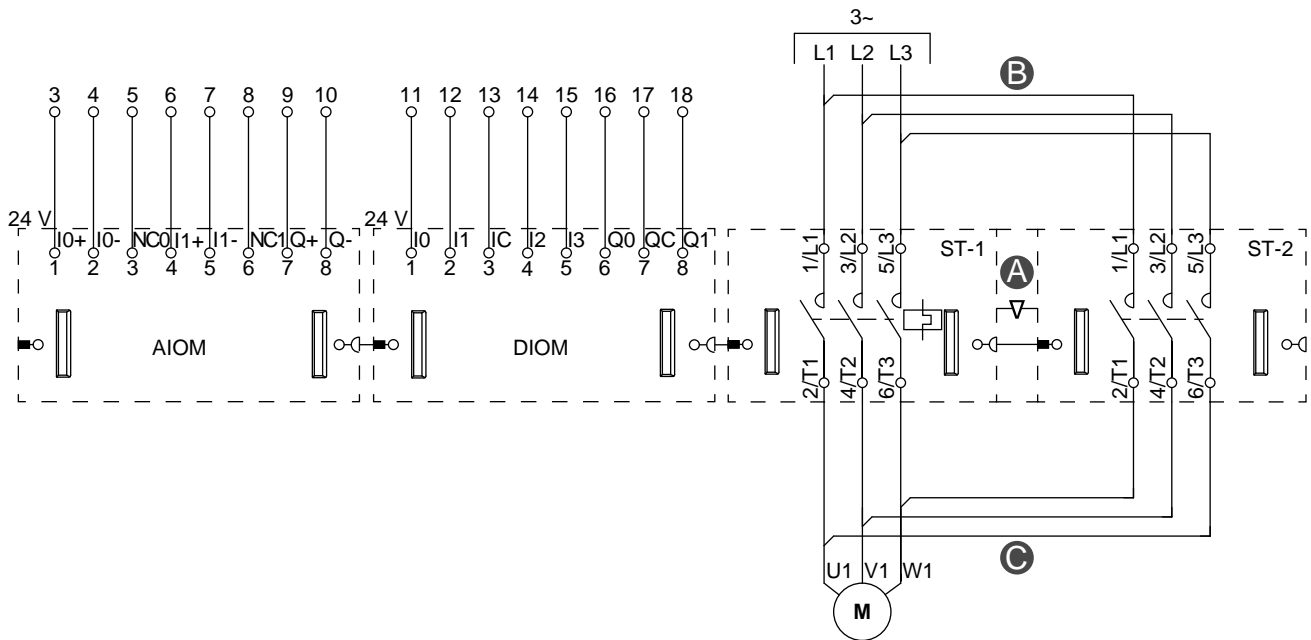 3~
L1 L2 L3
B
3 4 5 6 7 8 9 10 11 12 13 14 15 16 17 18
24 V I0+ I0- NC0 I1+ I1- NC1 Q+ Q- 24 V I0 I1 IC I2 I3 Q0 QC Q1
1 2 3 4 5 6 7 8 1 2 3 4 5 6 7 8
1/L1 3/L2 5/L3 ST-1 1/L1 3/L2 5/L3 ST-2
A
AIOM DIOM
2/T1 4/T2 6/T3 2/T1 4/T2 6/T3
C
U1 V1 W1
M